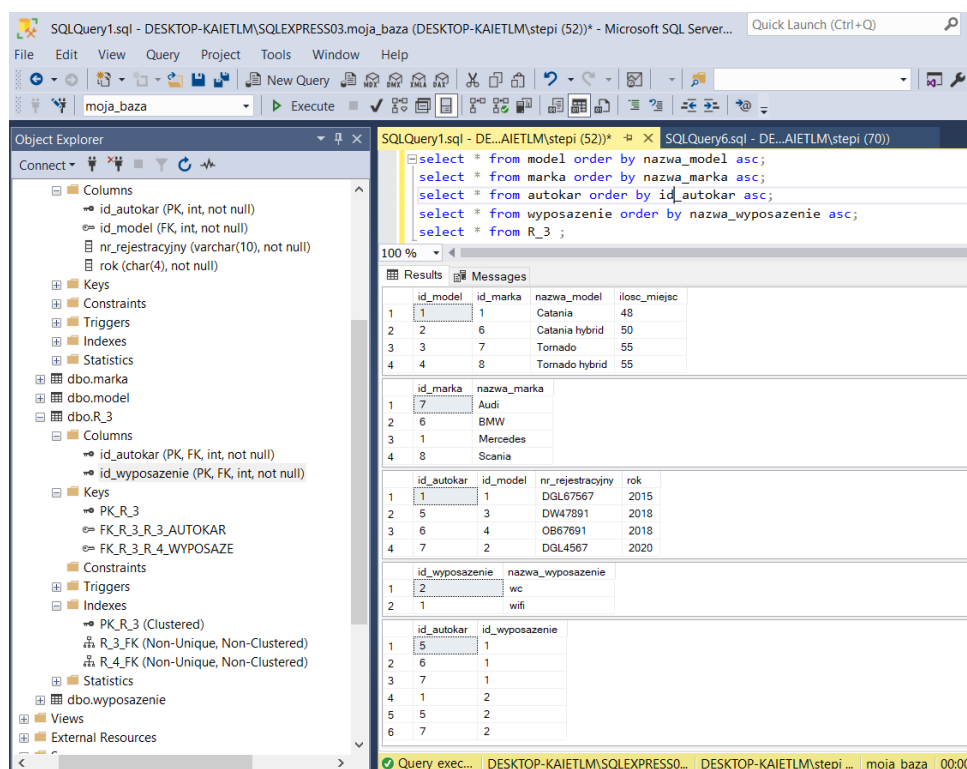 SQLQuery1.sql - DESKTOP-KAIETLM\SQLEXPRESS03.moja_baza (DESKTOP-KAIETLM\stepi (52))* - Microsoft SQL Server...
Quick Launch (Ctrl+Q)
File Edit View Query Project Tools Window Help
New Query MDX DMX XMLA DAX
moja_baza Execute
Object Explorer
Connect
Columns
id_autokar (PK, int, not null)
id_model (FK, int, not null)
nr_rejestracyjny (varchar(10), not null)
rok (char(4), not null)
Keys
Constraints
Triggers
Indexes
Statistics
dbo.marka
dbo.model
dbo.R_3
Columns
id_autokar (PK, FK, int, not null)
id_wyposazenie (PK, FK, int, not null)
Keys
PK_R_3
FK_R_3_R_3_AUTOKAR
FK_R_3_R_4_WYPOSAZE
Constraints
Triggers
Indexes
PK_R_3 (Clustered)
R_3_FK (Non-Unique, Non-Clustered)
R_4_FK (Non-Unique, Non-Clustered)
Statistics
dbo.wyposazenie
Views
External Resources
SQLQuery1.sql - DE...AIETLM\stepi (52))* SQLQuery6.sql - DE...AIETLM\stepi (70))
select * from model order by nazwa_model asc;
select * from marka order by nazwa_marka asc;
select * from autokar order by id_autokar asc;
select * from wyposazenie order by nazwa_wyposazenie asc;
select * from R_3 ;
100 %
Results Messages
id_model id_marka nazwa_model ilosc_miejsc
1 1 1 Catania 48
2 2 6 Catania hybrid 50
3 3 7 Tornado 55
4 4 8 Tornado hybrid 55
id_marka nazwa_marka
1 7 Audi
2 6 BMW
3 1 Mercedes
4 8 Scania
id_autokar id_model nr_rejestracyjny rok
1 1 1 DGL67567 2015
2 5 3 DW47891 2018
3 6 4 OB67691 2018
4 7 2 DGL4567 2020
id_wyposazenie nazwa_wyposazenie
1 2 wc
2 1 wifi
id_autokar id_wyposazenie
1 5 1
2 6 1
3 7 1
4 1 2
5 5 2
6 7 2
Query exec... DESKTOP-KAIETLM\SQLEXPRESS0... DESKTOP-KAIETLM\stepi ... moja_baza 00:00